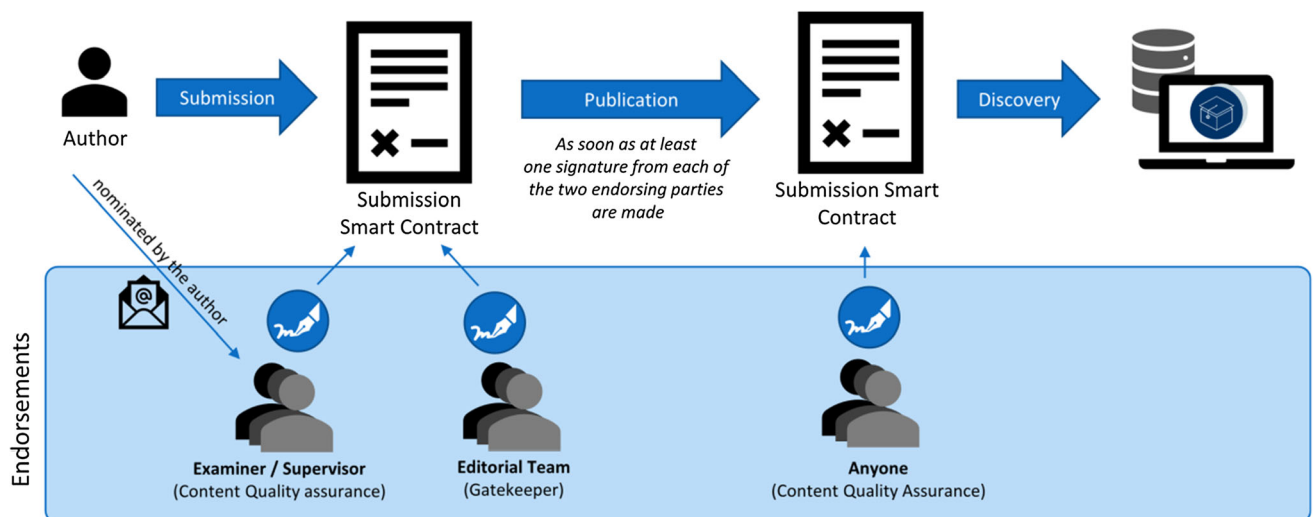 Author
Submission
Submission
Smart Contract
Publication
As soon as at least
one signature from each of
the two endorsing parties
are made
Submission Smart
Contract
Discovery
nominated by the author
@
Endorsements
Examiner / Supervisor
(Content Quality assurance)
Editorial Team
(Gatekeeper)
Anyone
(Content Quality Assurance)